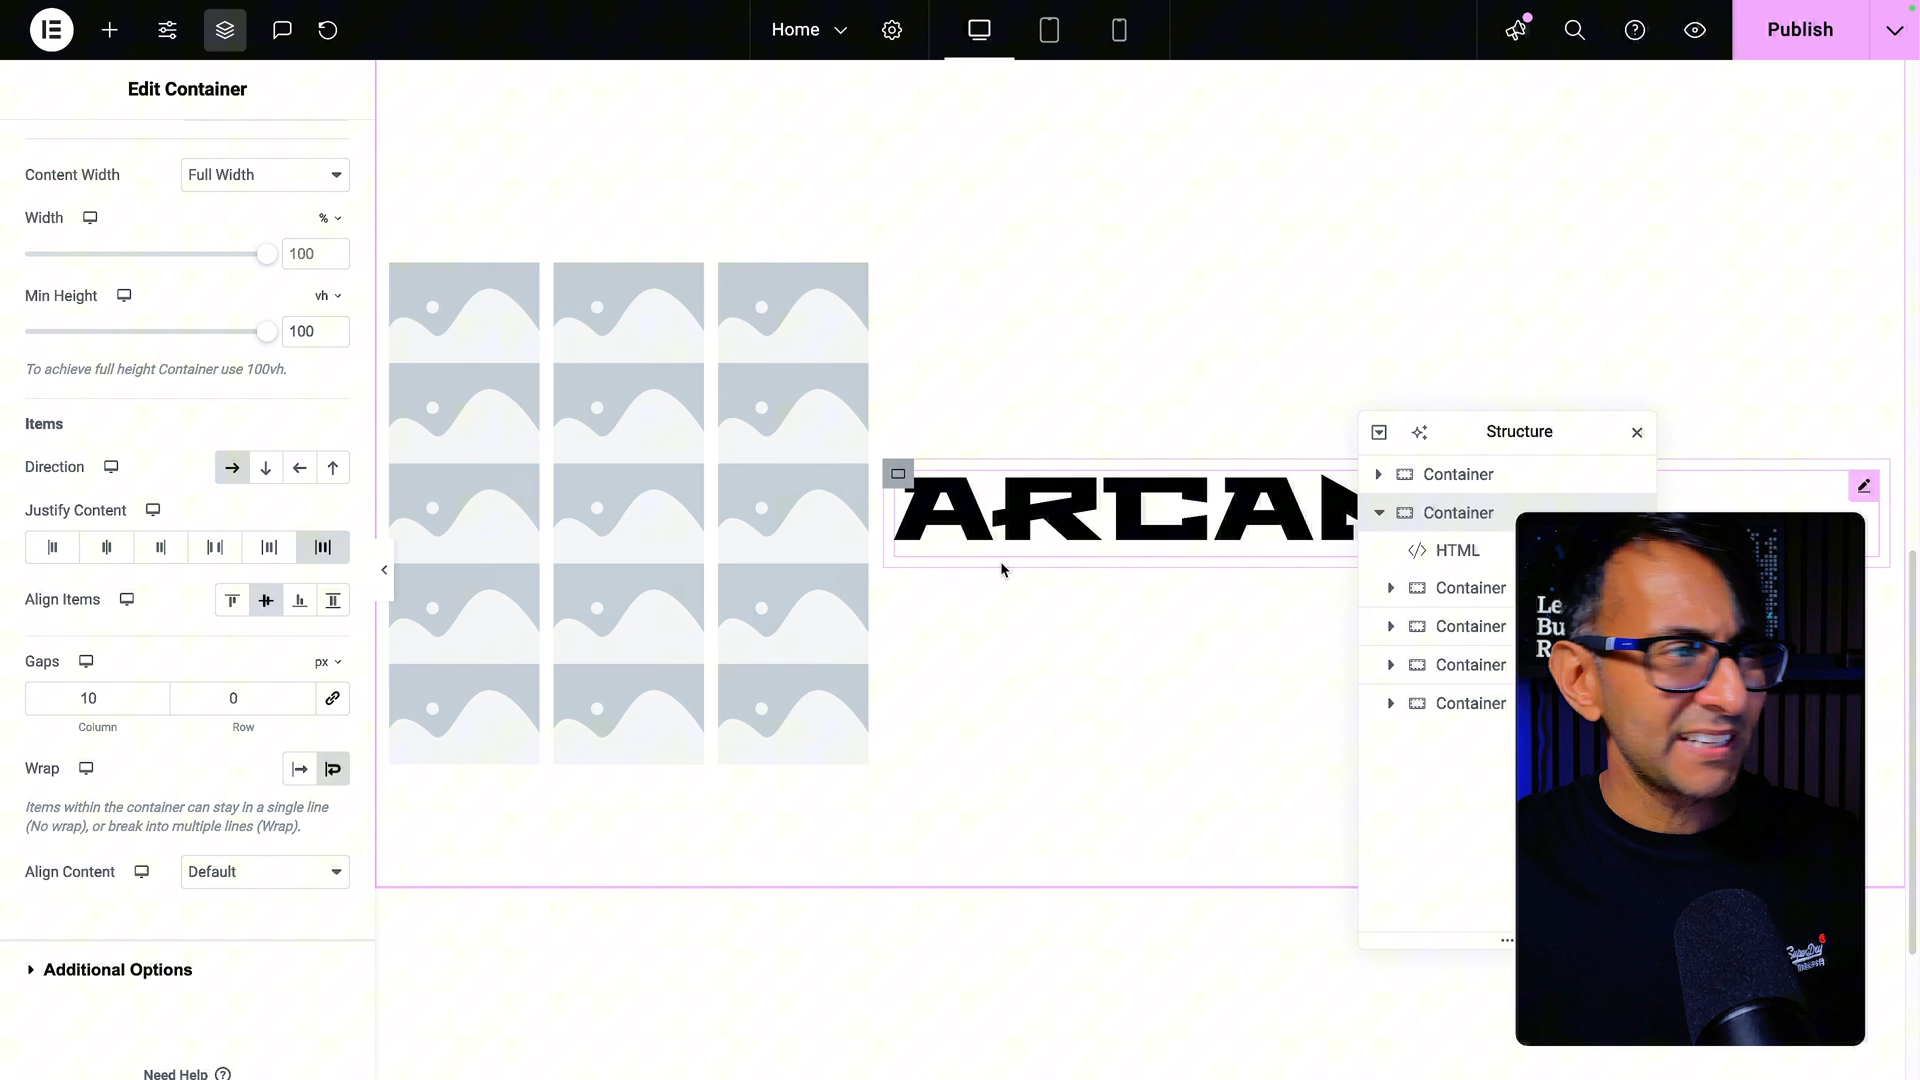 Home
Publish
Edit Container
Content Width
Full Width
Width
%
100
Min Height
vh
100
To achieve full height Container use 100vh.
Items
Direction
Justify Content
Align Items
Gaps
px
10
0
Column
Row
Wrap
Items within the container can stay in a single line
(No wrap), or break into multiple lines (Wrap).
Align Content
Default
Additional Options
Need Help
ARCAN
Structure
Container
Container
HTML
Container
Container
Container
Container
Le
Bu
R